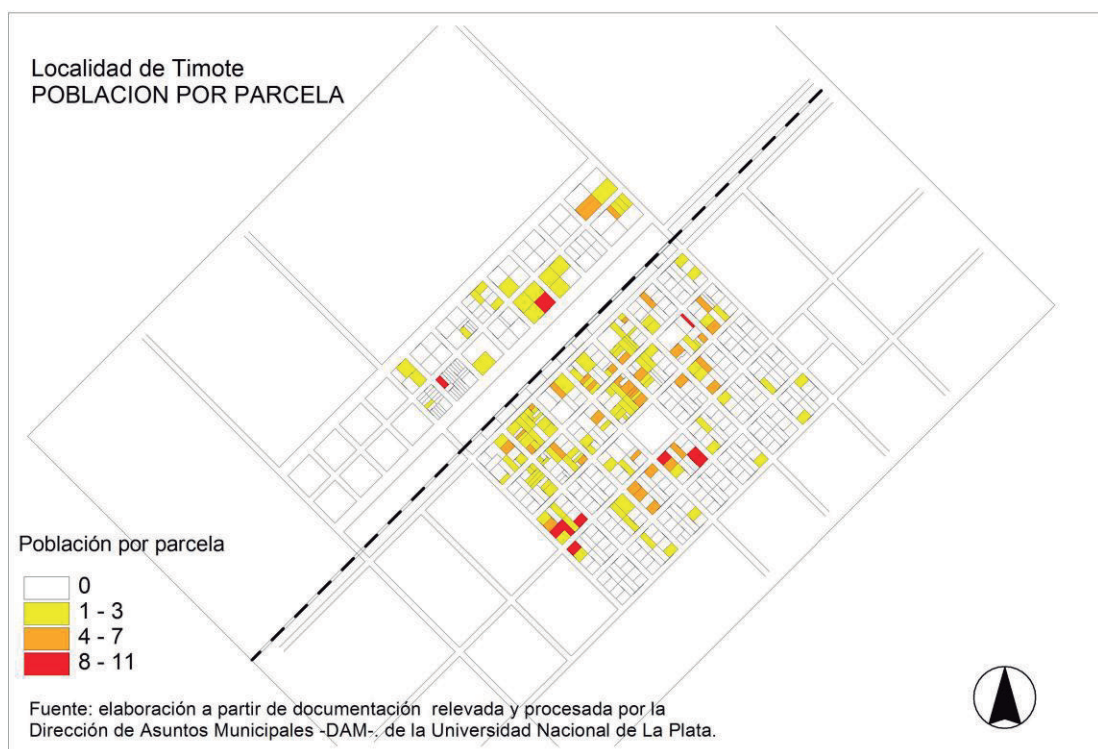 Localidad de Timote
POBLACION POR PARCELA
Población por parcela
0
1 - 3
4 - 7
8 - 11
Fuente: elaboración a partir de documentación relevada y procesada por la
Dirección de Asuntos Municipales -DAM-, de la Universidad Nacional de La Plata.